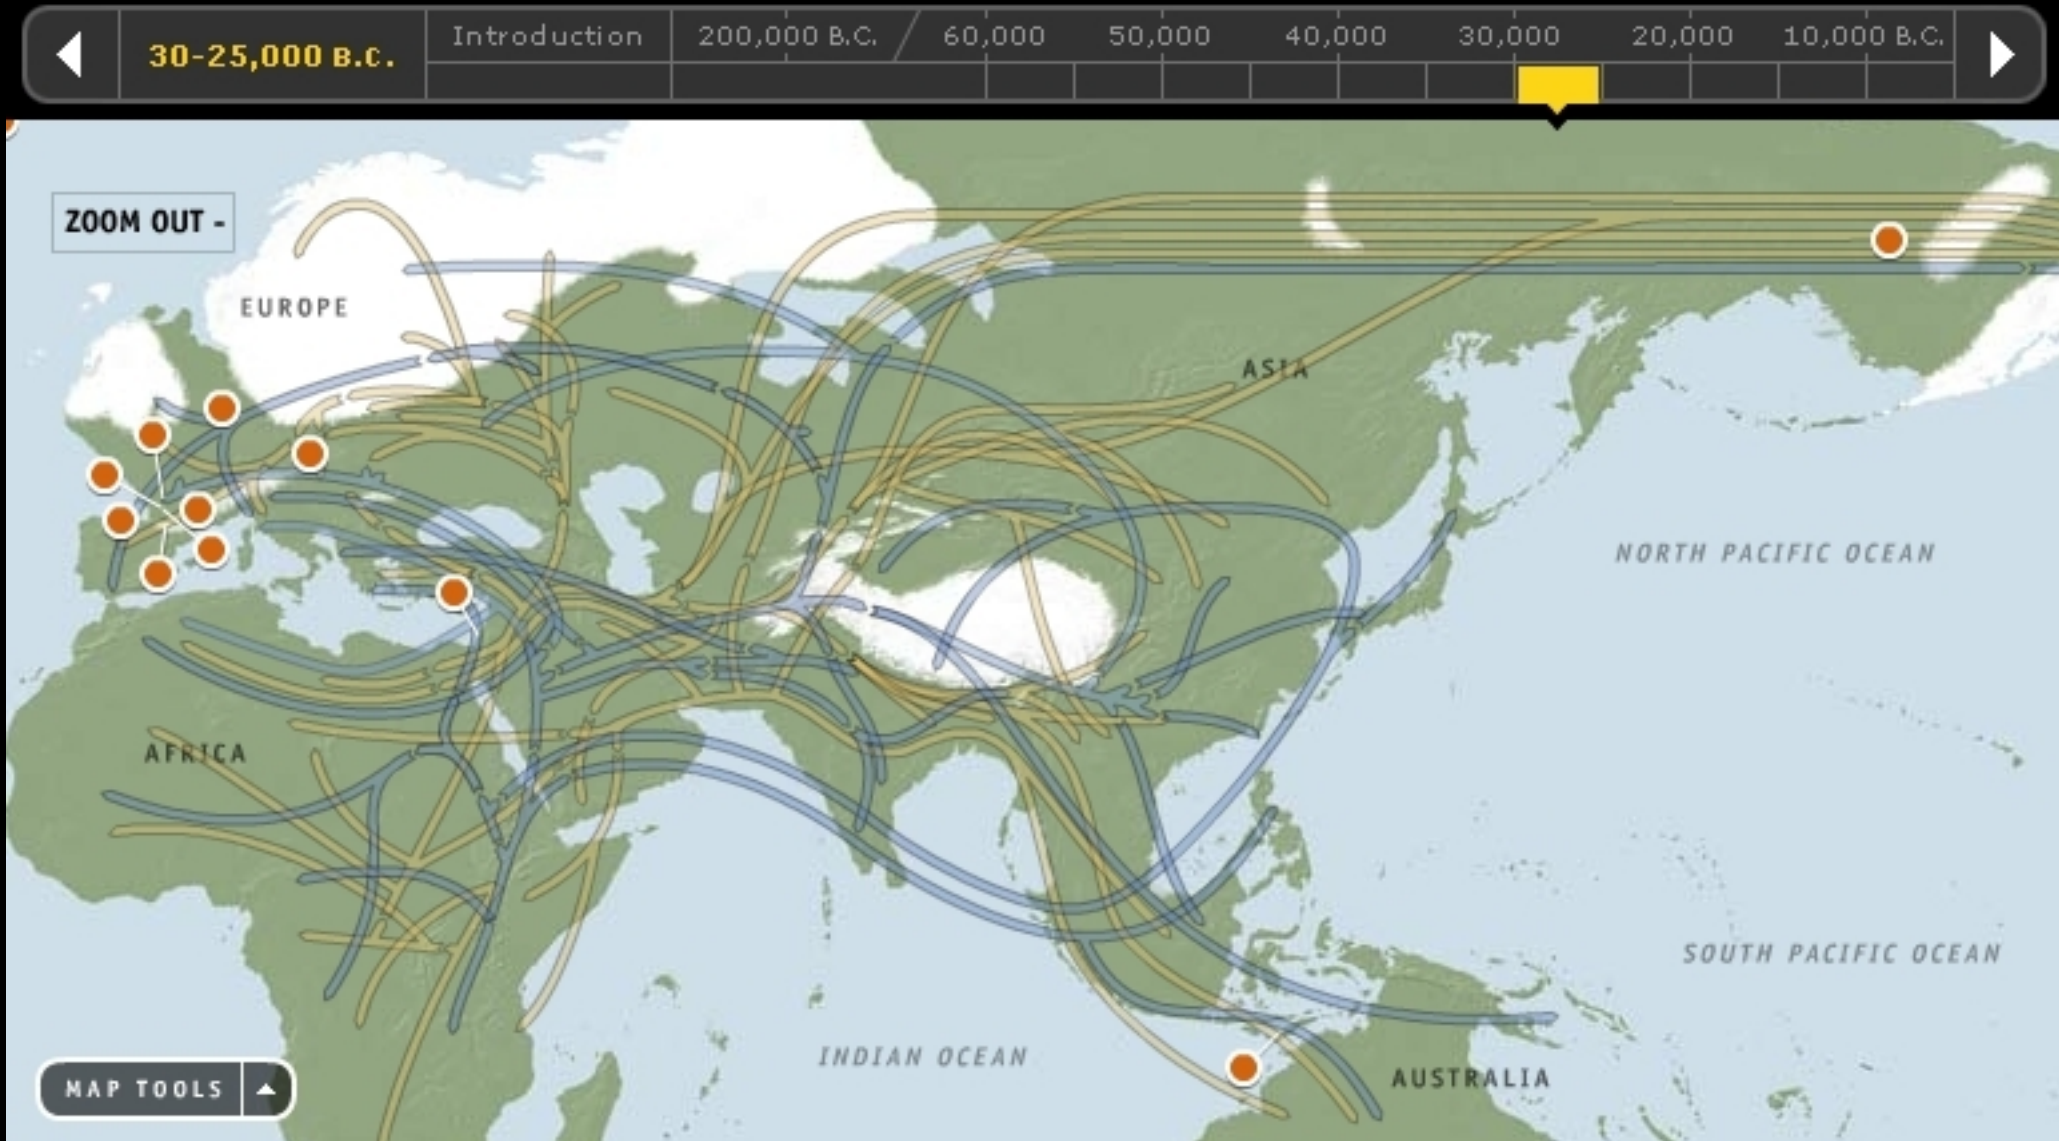 30-25,000 B.C.
Introduction
200,000 B.C.
60,000
50,000
40,000
30,000
20,000
10,000 B.C.
ZOOM OUT -
EUROPE
ASIA
NORTH PACIFIC OCEAN
AFRICA
SOUTH PACIFIC OCEAN
INDIAN OCEAN
AUSTRALIA
MAP TOOLS